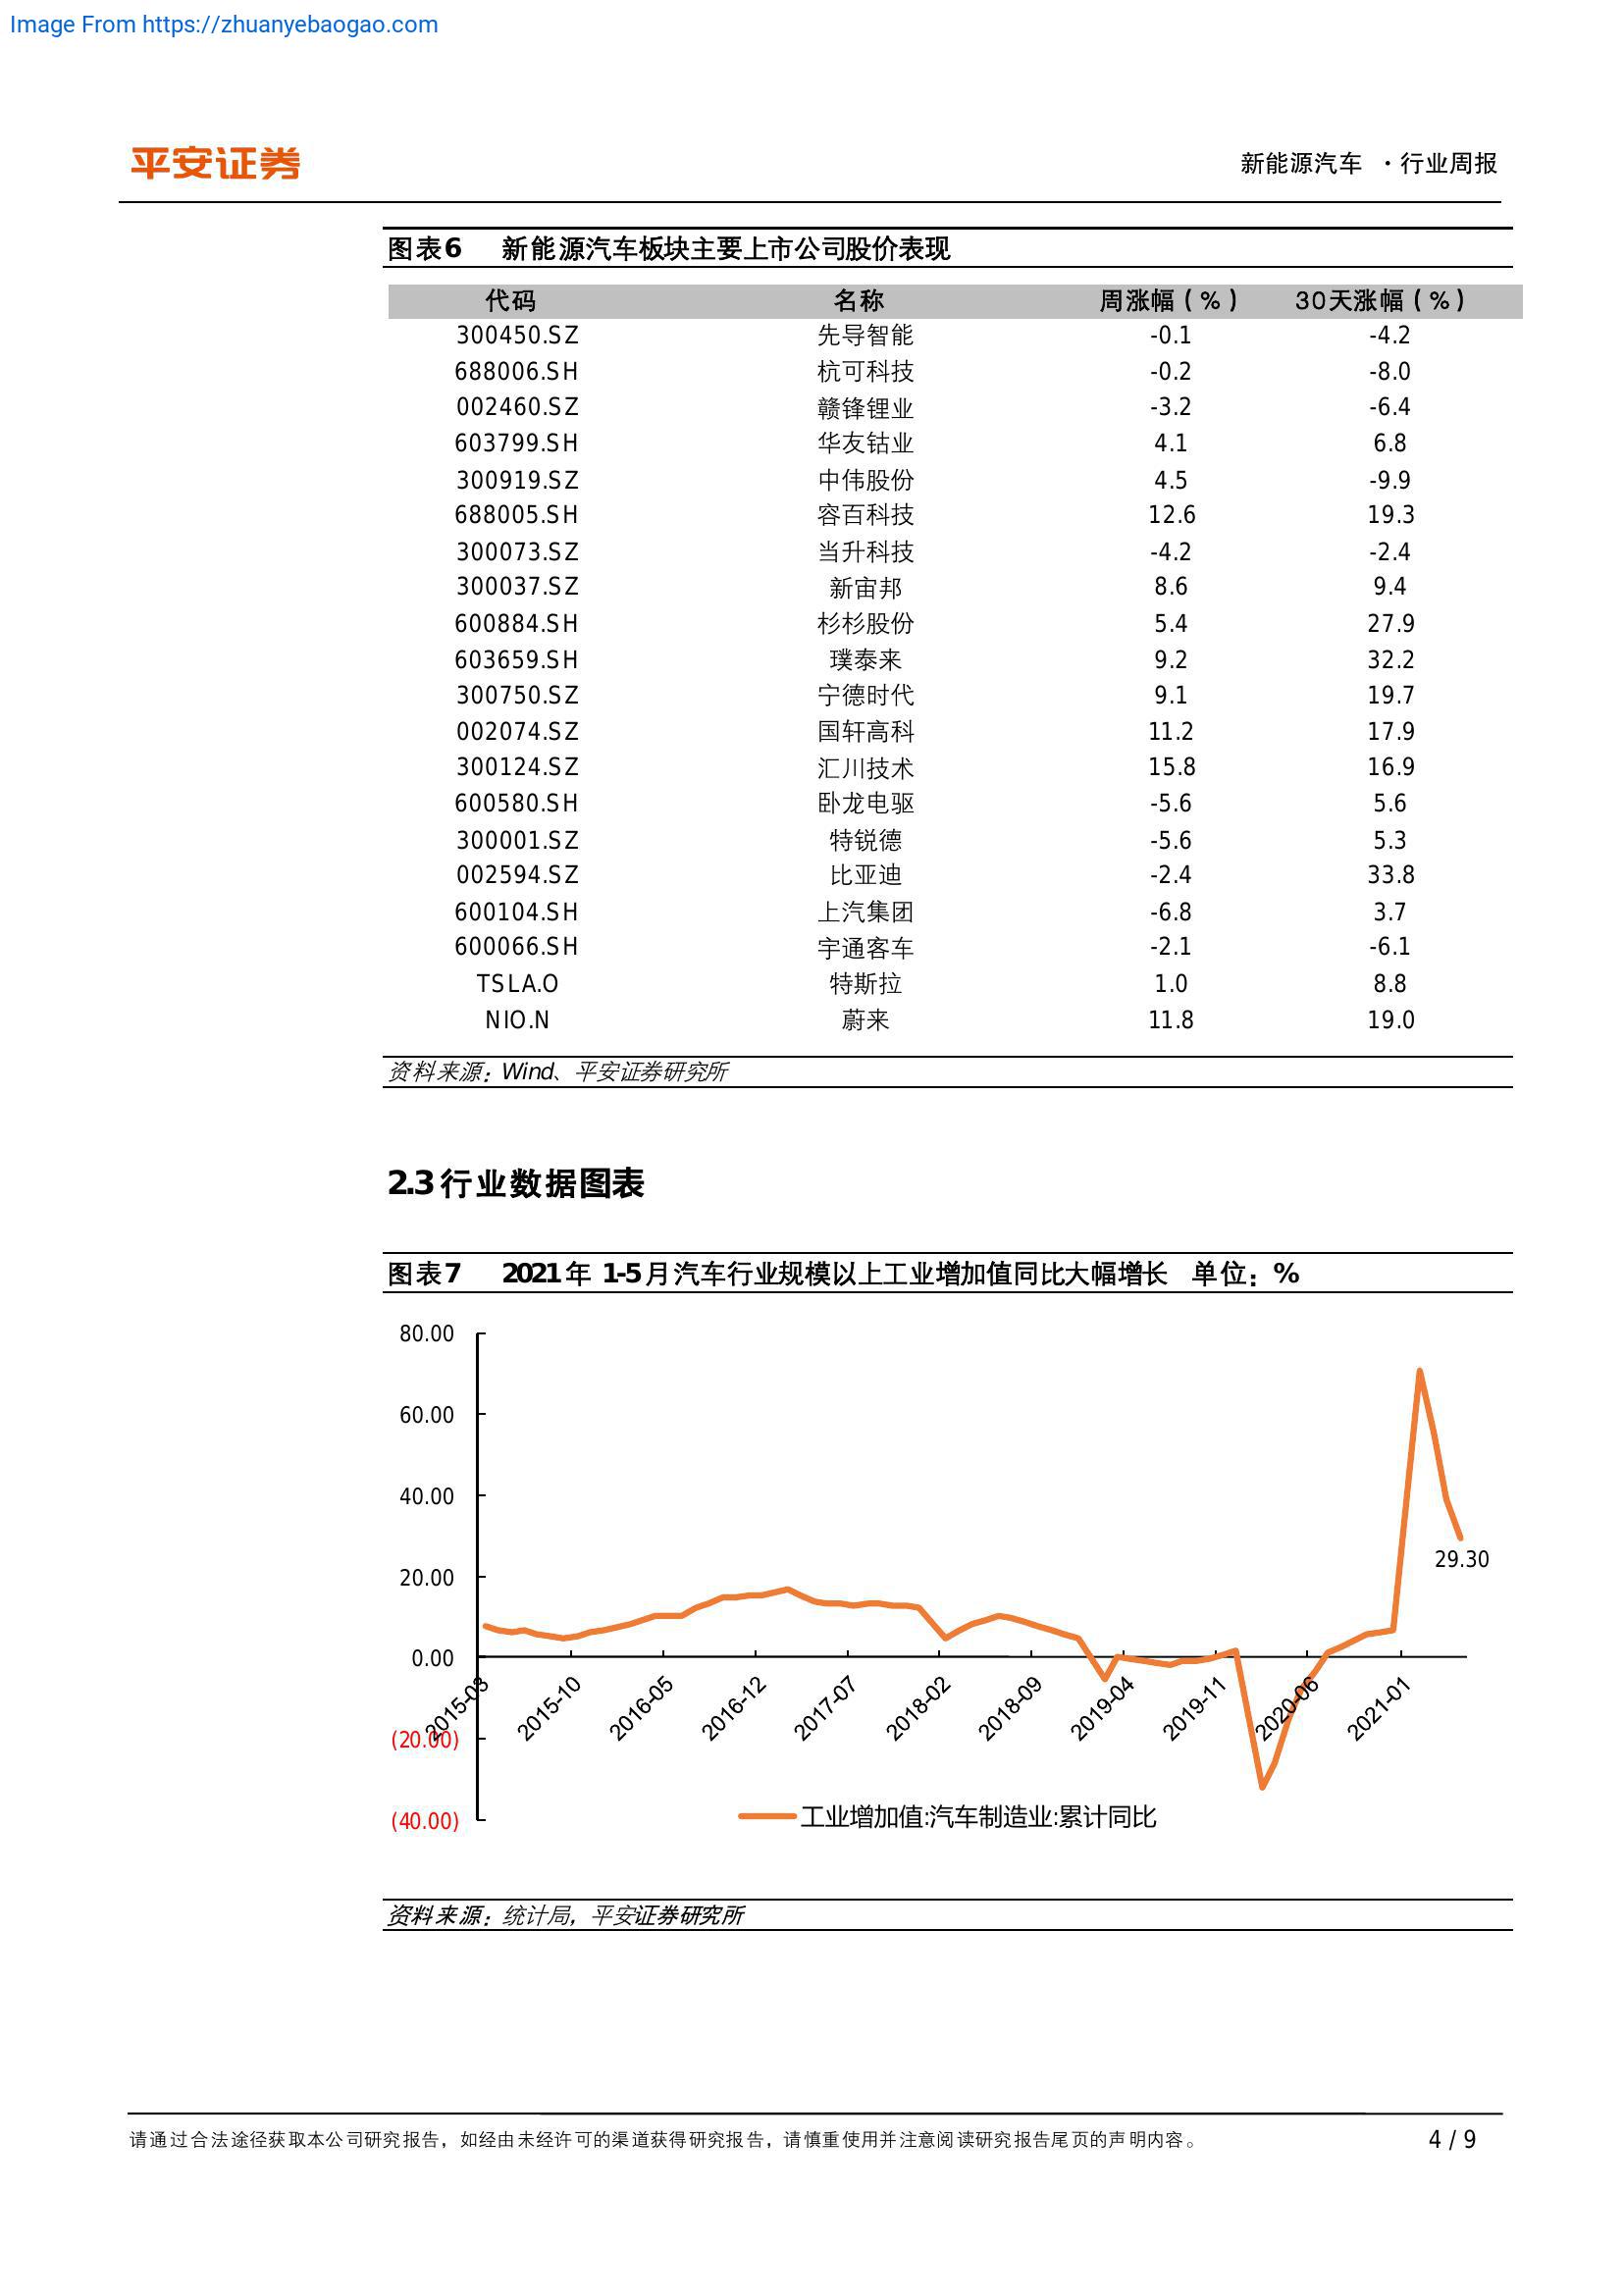 Image From https://zhuanyebaogao.com
平安证券
新能源汽车 ·行业周报
图表6 新能源汽车板块主要上市公司股价表现
代码 名称 周涨幅(%) 30天涨幅(%)
300450.SZ 先导智能 -0.1 -4.2
688006.SH 杭可科技 -0.2 -8.0
002460.SZ 赣锋锂业 -3.2 -6.4
603799.SH 华友钴业 4.1 6.8
300919.SZ 中伟股份 4.5 -9.9
688005.SH 容百科技 12.6 19.3
300073.SZ 当升科技 -4.2 -2.4
300037.SZ 新宙邦 8.6 9.4
600884.SH 杉杉股份 5.4 27.9
603659.SH 璞泰来 9.2 32.2
300750.SZ 宁德时代 9.1 19.7
002074.SZ 国轩高科 11.2 17.9
300124.SZ 汇川技术 15.8 16.9
600580.SH 卧龙电驱 -5.6 5.6
300001.SZ 特锐德 -5.6 5.3
002594.SZ 比亚迪 -2.4 33.8
600104.SH 上汽集团 -6.8 3.7
600066.SH 宇通客车 -2.1 -6.1
TSLA.O 特斯拉 1.0 8.8
NIO.N 蔚来 11.8 19.0
资料来源:Wind、平安证券研究所
2.3 行业数据图表
图表7 2021 年 1-5 月汽车行业规模以上工业增加值同比大幅增长 单位:%
80.00
60.00
40.00
20.00
0.00
(20.00)
(40.00)
29.30
2015-03 2015-10 2016-05 2016-12 2017-07 2018-02 2018-09 2019-04 2019-11 2020-06 2021-01
工业增加值:汽车制造业:累计同比
资料来源:统计局,平安证券研究所
请通过合法途径获取本公司研究报告,如经由未经许可的渠道获得研究报告,请慎重使用并注意阅读研究报告尾页的声明内容。
4 / 9